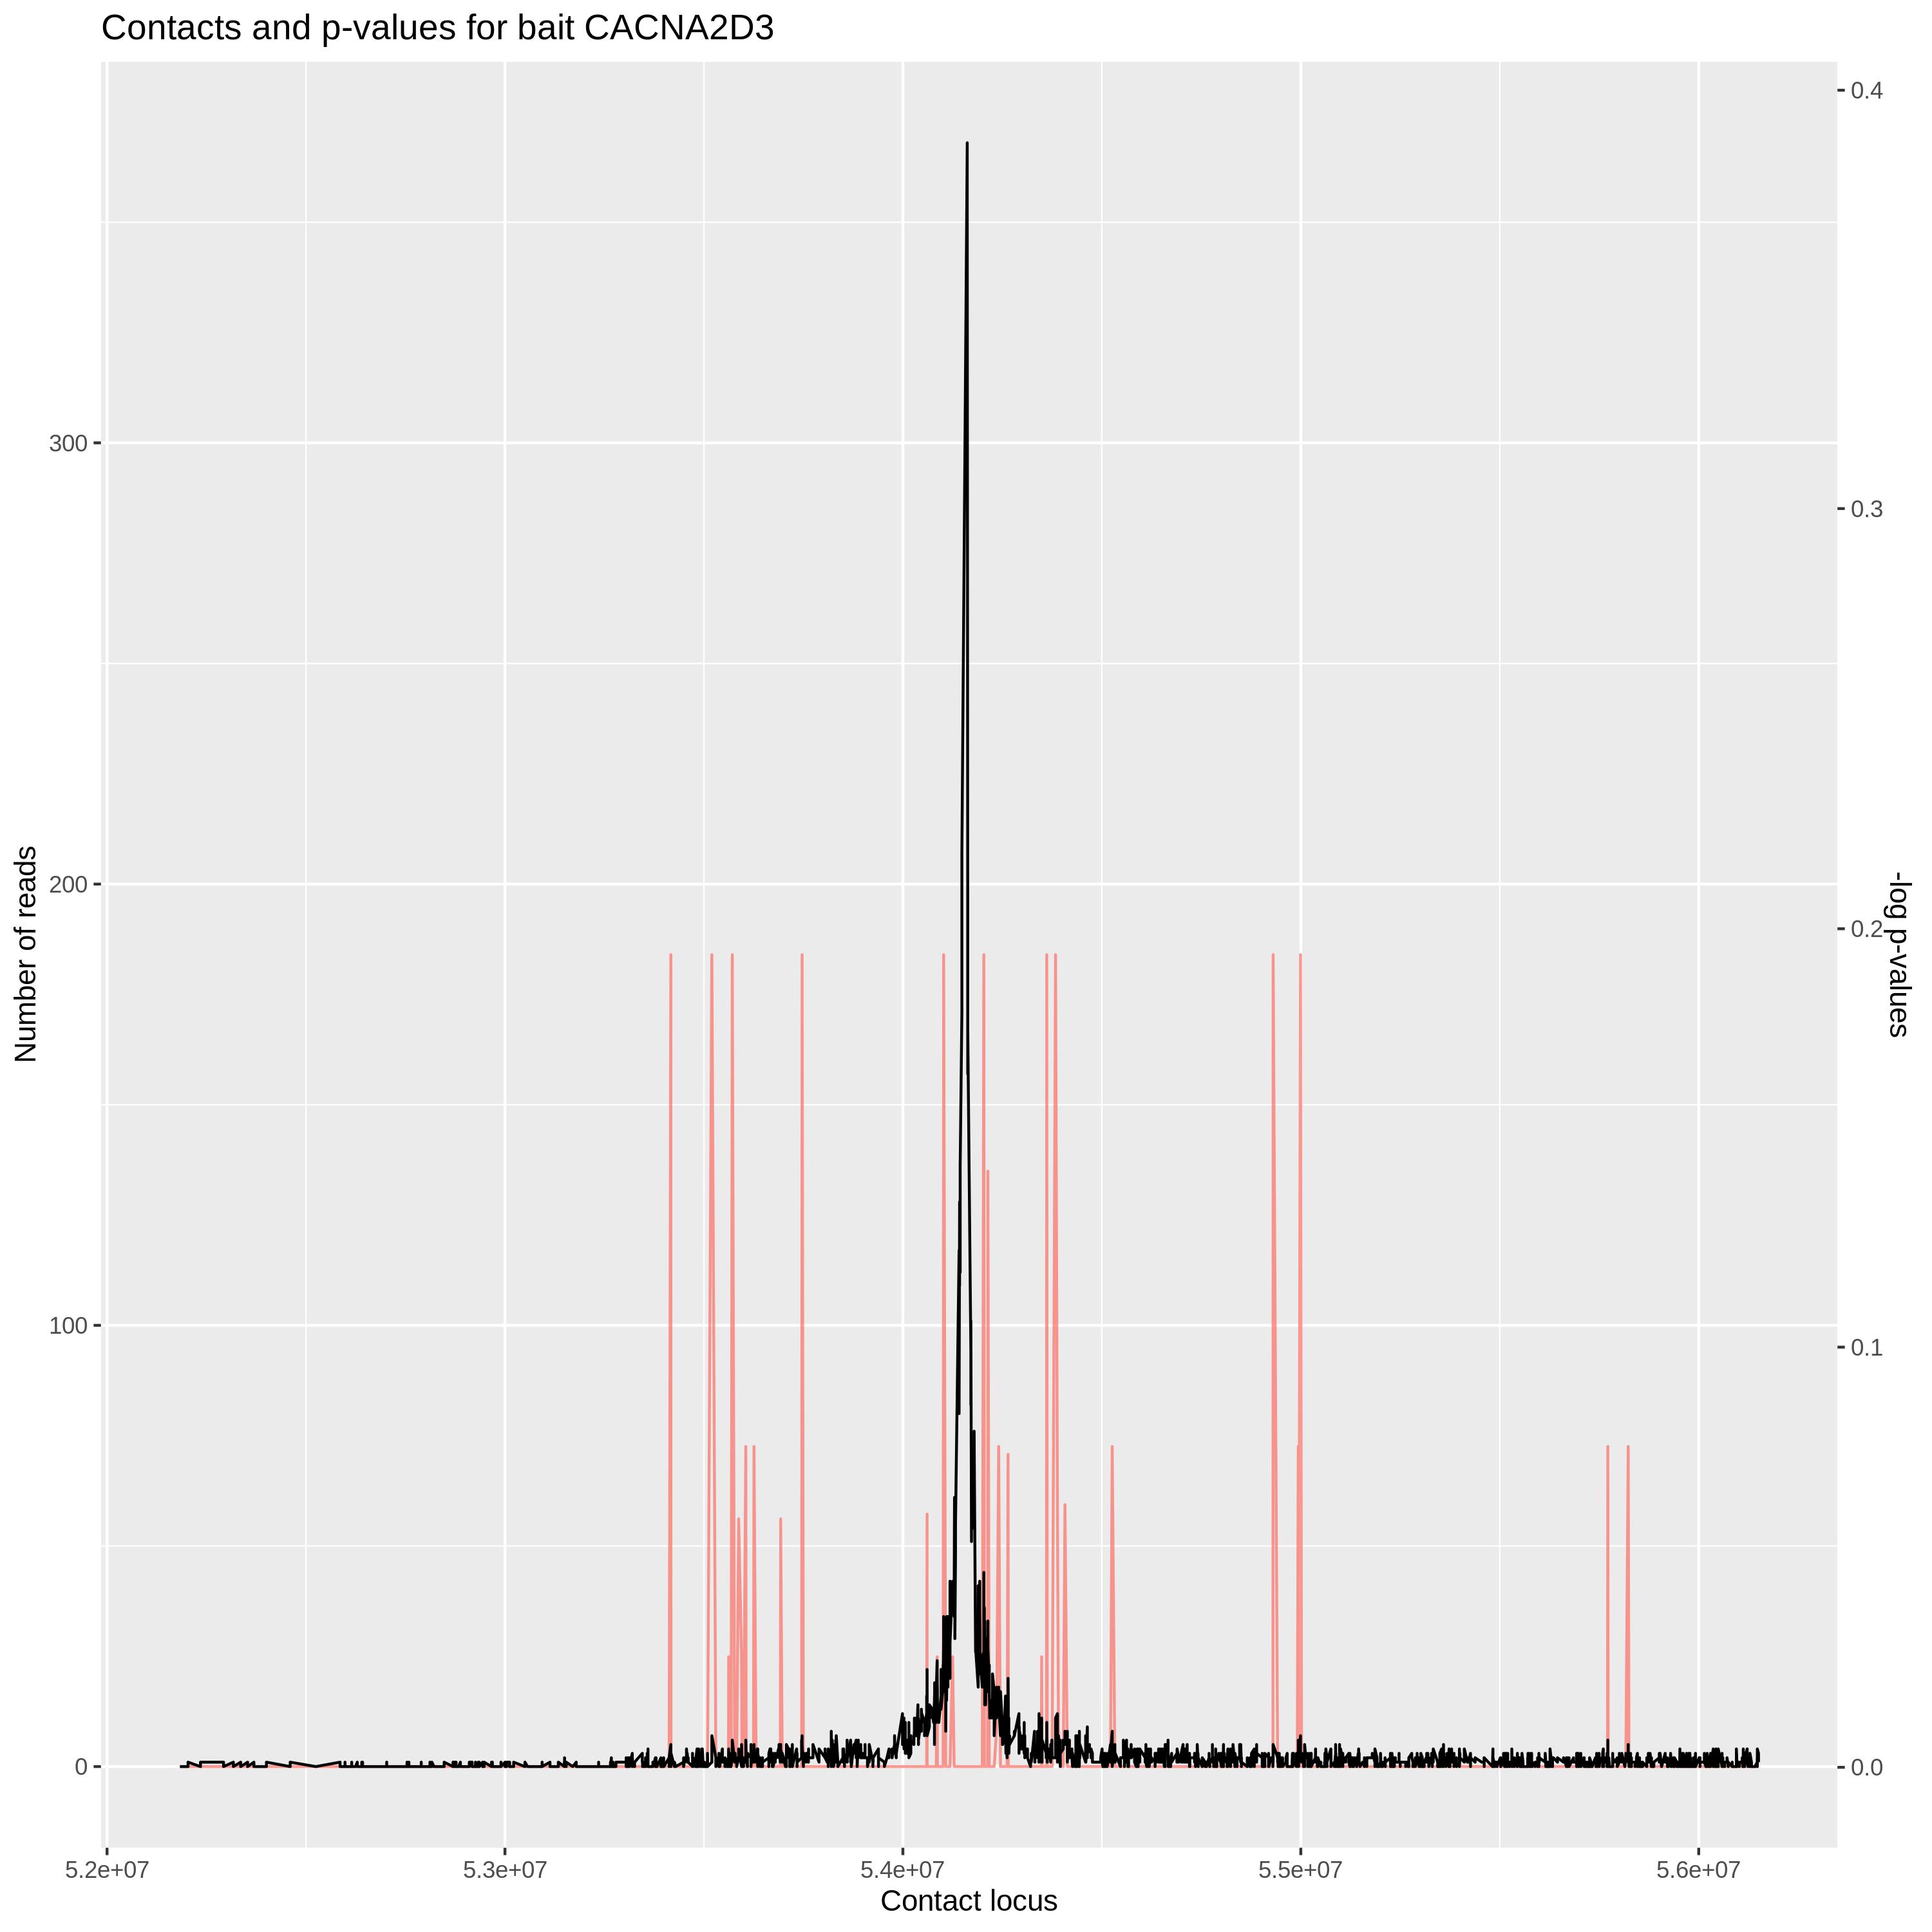 Contacts and p-values for bait CACNA2D3
Number of reads
300
200
100
0
0.4
0.3
0.2
0.1
0.0
-log p-values
5.2e+07
5.3e+07
5.4e+07
5.5e+07
5.6e+07
Contact locus